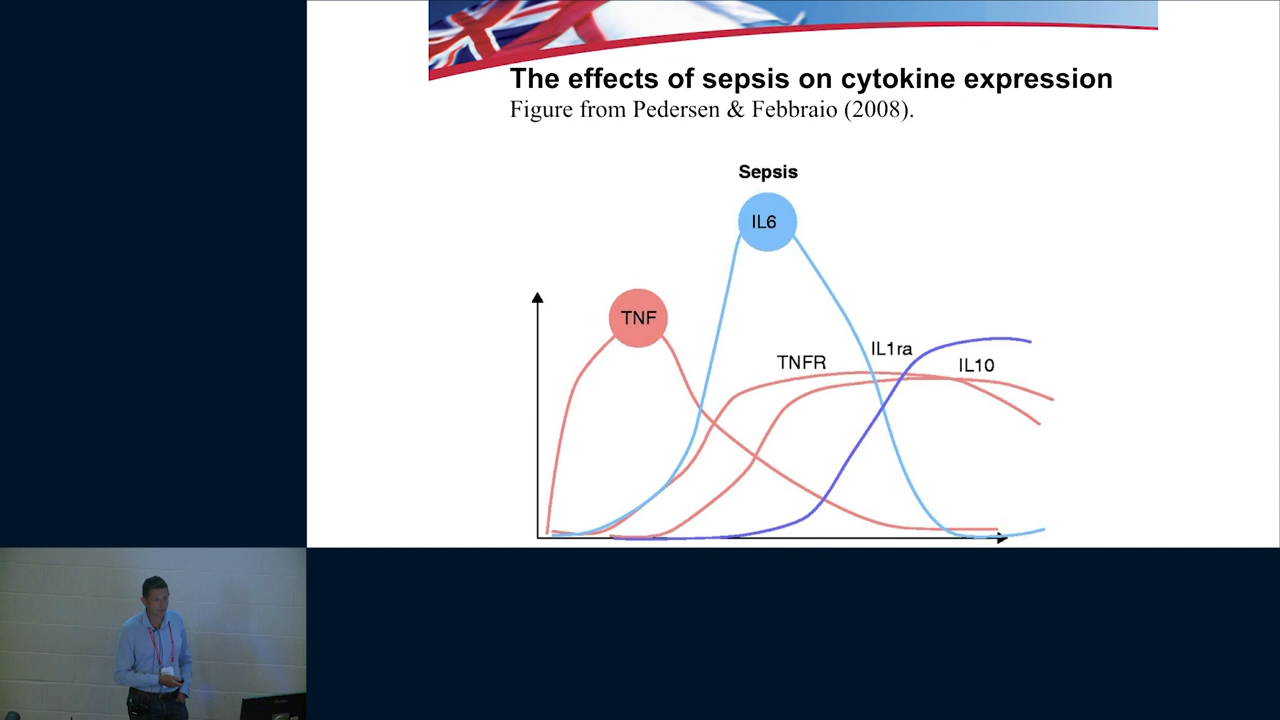 The effects of sepsis on cytokine expression
Figure from Pedersen & Febbraio (2008).
Sepsis
IL6
TNF
TNFR
IL1ra
IL10